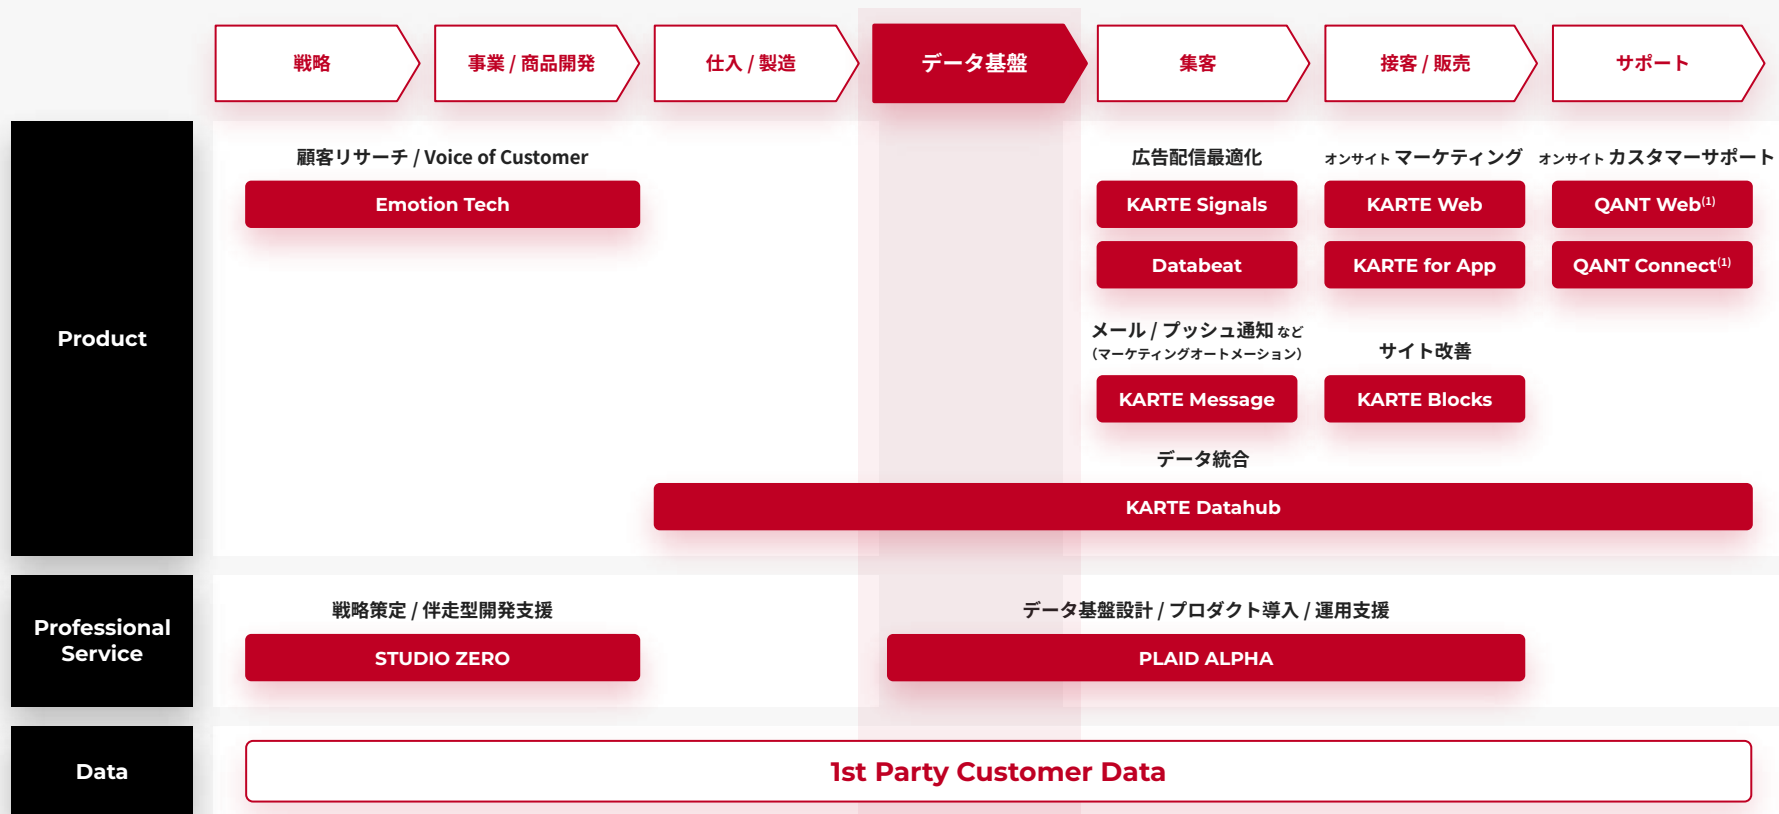 戦略
事業 / 商品開発
仕入 / 製造
データ基盤
集客
接客 / 販売
サポート
Product
顧客リサーチ / Voice of Customer
Emotion Tech
広告配信最適化
KARTE Signals
Databeat
メール / プッシュ通知 など
（マーケティングオートメーション）
KARTE Message
オンサイト マーケティング
KARTE Web
KARTE for App
サイト改善
KARTE Blocks
オンサイト カスタマーサポート
QANT Web(1)
QANT Connect(1)
データ統合
KARTE Datahub
Professional
Service
戦略策定 / 伴走型開発支援
STUDIO ZERO
データ基盤設計 / プロダクト導入 / 運用支援
PLAID ALPHA
Data
1st Party Customer Data